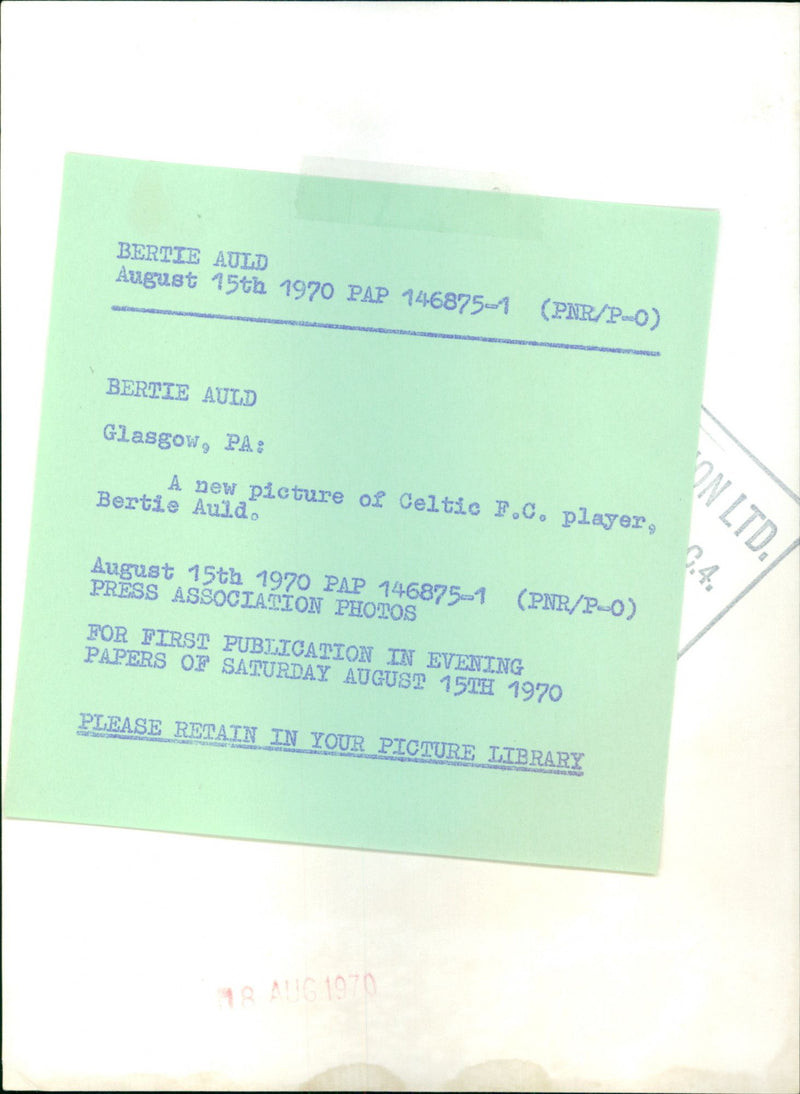 BERTIE AULD
August 15th 1970 PAP 146875-1 (PNR/P-O)
BERTIE AULD
Glasgow, PA:
A new picture of Celtic F.C. player,
Bertie Auld.
August 15th 1970 PAP 146875-1 (PNR/P-O)
PRESS ASSOCIATION PHOTOS
FOR FIRST PUBLICATION IN EVENING
PAPERS OF SATURDAY AUGUST 15TH 1970
PLEASE RETAIN IN YOUR PICTURE LIBRARY
LTD.
C.4.
8 AUG 1970